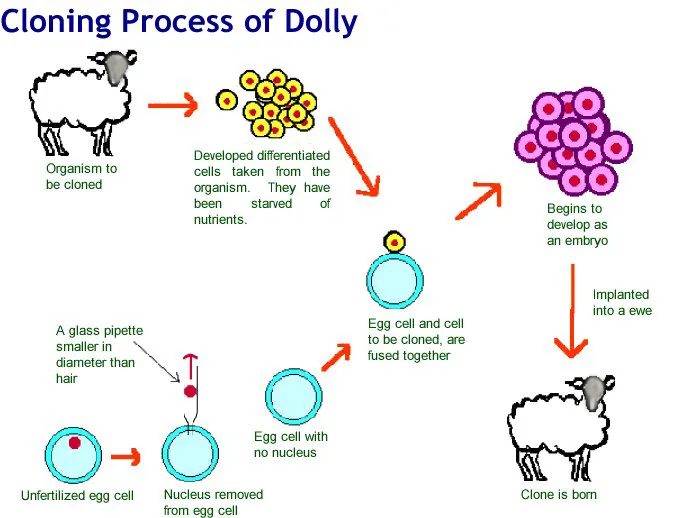 Cloning Process of Dolly
Organism to
be cloned
Developed differentiated
cells taken from the
organism. They have
been starved of
nutrients.
Begins to
develop as
an embryo
Implanted
into a ewe
Egg cell and cell
to be cloned, are
fused together
A glass pipette
smaller in
diameter than
hair
Egg cell with
no nucleus
Unfertilized egg cell
Nucleus removed
from egg cell
Clone is born